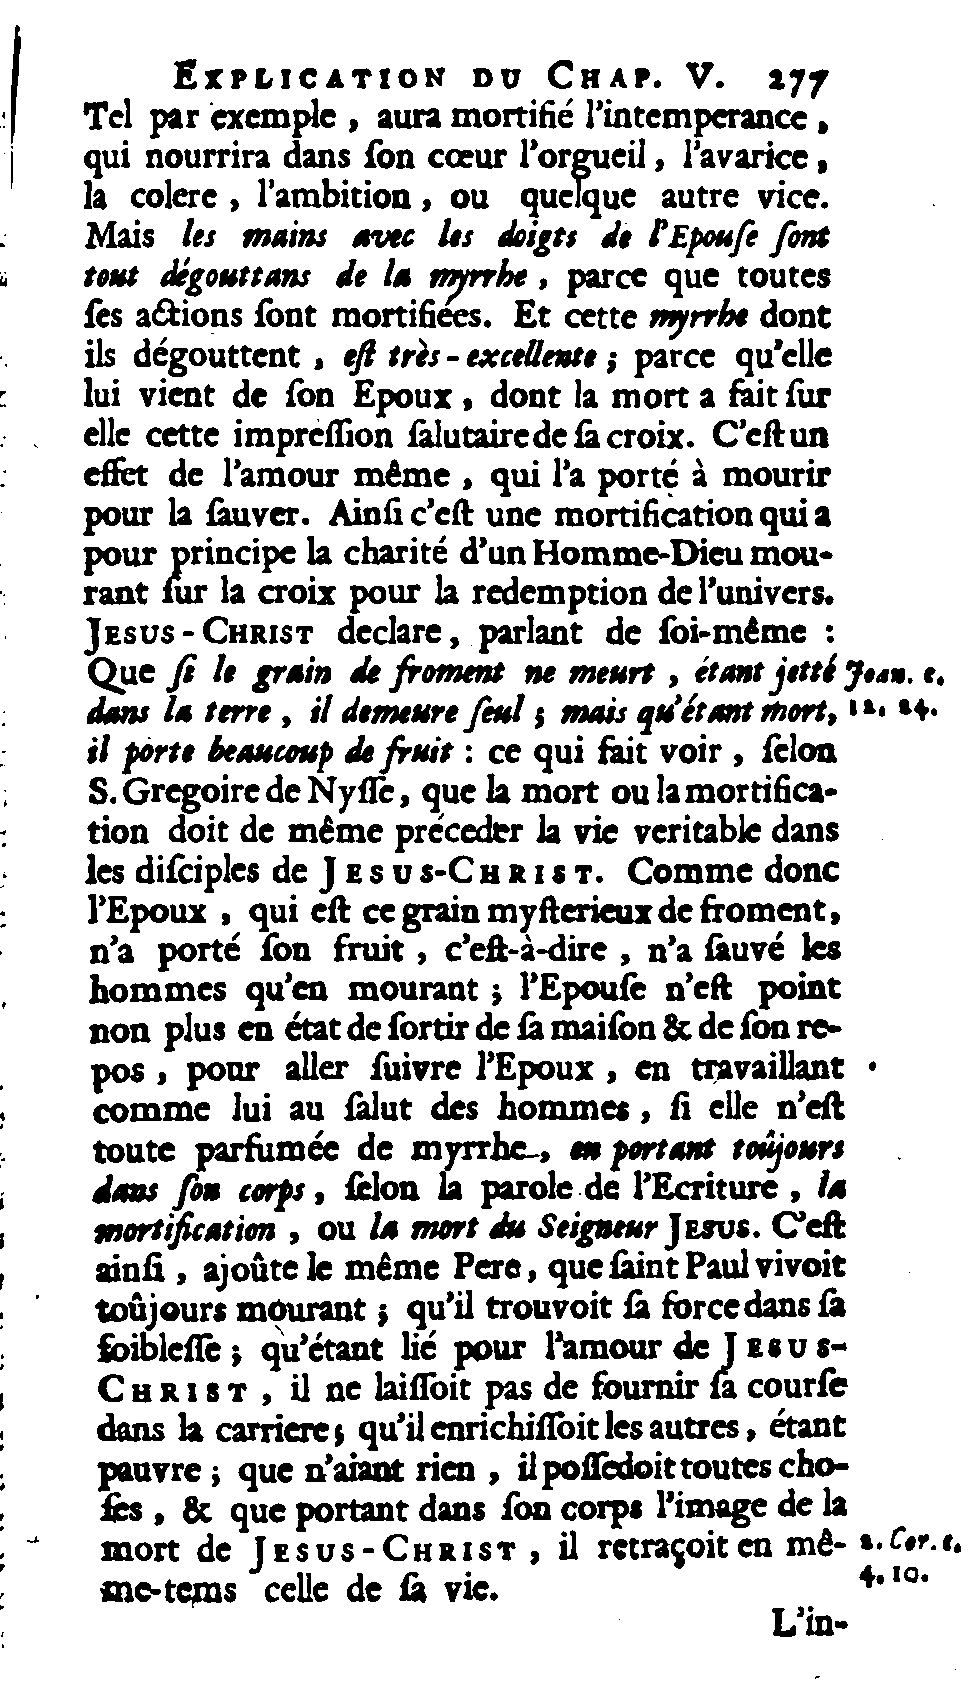 EXPLICATION DU CHAP. V. 277
Tel par exemple , aura mortifié l'intemperance ,
qui nourrira dans ſon cœur l'orgueil , l'avarice ,
la colere , l'ambition , ou quelque autre vice.
Mais les mains avec les doigts de l'Epouſe ſont
tout dégouttans de la myrrhe , parce que toutes
ſes actions ſont mortifiées. Et cette myrrhe dont
ils dégouttent , eſt très-excellente ; parce qu'elle
lui vient de ſon Epoux , dont la mort a fait ſur
elle cette impreſſion ſalutaire de ſa croix. C'eſt un
effet de l'amour même , qui l'a porté à mourir
pour la ſauver. Ainſi c'eſt une mortification qui a
pour principe la charité d'un Homme-Dieu mou-
rant ſur la croix pour la redemption de l'univers.
JESUS-CHRIST declare, parlant de ſoi-même :
Que ſi le grain de froment ne meurt , étant jetté Jean. c.
dans la terre , il demeure ſeul ; mais qu'étant mort, 12. 24.
il porte beaucoup de fruit : ce qui fait voir , ſelon
S. Gregoire de Nyſſe, que la mort ou la mortifica-
tion doit de même préceder la vie veritable dans
les diſciples de JESUS-CHRIST. Comme donc
l'Epoux , qui eſt ce grain myſterieux de froment,
n'a porté ſon fruit , c'eſt-à-dire , n'a ſauvé les
hommes qu'en mourant ; l'Epouſe n'eſt point
non plus en état de ſortir de ſa maiſon & de ſon re-
pos , pour aller ſuivre l'Epoux , en travaillant
comme lui au ſalut des hommes , ſi elle n'eſt
toute parfumée de myrrhe , en portant toûjours
dans ſon corps , ſelon la parole de l'Ecriture , la
mortification , ou la mort du Seigneur JESUS. C'eſt
ainſi , ajoûte le même Pere, que ſaint Paul vivoit
toûjours mourant ; qu'il trouvoit ſa force dans ſa
foibleſſe ; qu'étant lié pour l'amour de JESUS-
CHRIST , il ne laiſſoit pas de fournir ſa courſe
dans la carriere ; qu'il enrichiſſoit les autres, étant
pauvre ; que n'aiant rien , il poſſedoit toutes cho-
ſes , & que portant dans ſon corps l'image de la
mort de JESUS-CHRIST , il retraçoit en mê- 2. Cor. c.
me-tems celle de ſa vie. 4. 10.
L'in-